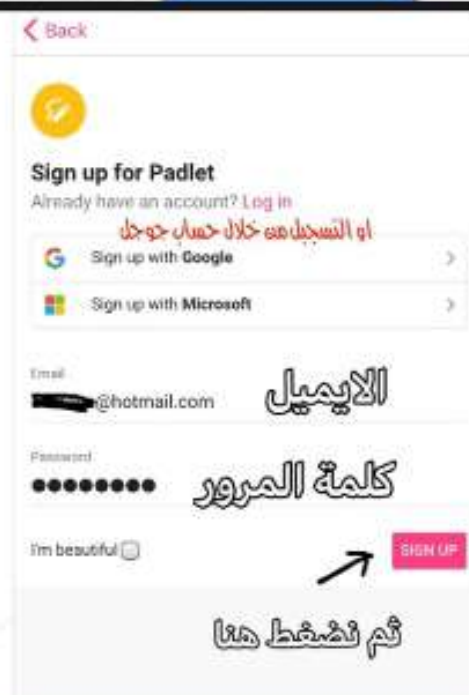 Back
Sign up for Padlet
Already have an account? Log in
او التسجيل من خلال حساب جوجل
Sign up with Google
Sign up with Microsoft
Email
@hotmail.com
الايميل
Password
كلمة المرور
I'm beautiful
SIGN UP
ثم نضغط هنا